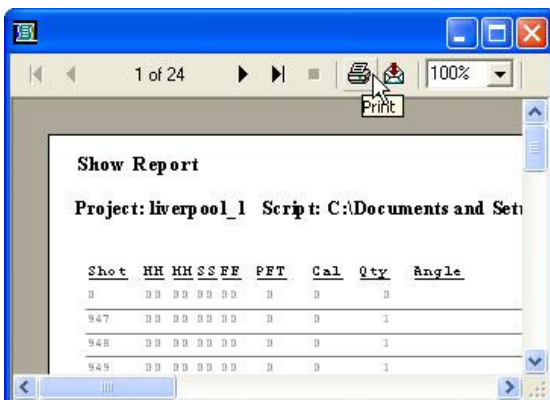 1 of 24 100%
Print
Show Report
Project: liverpool_1 Script: C:\Documents and Sett
Shot HH HH SS FF PFT Cal Qty Angle
0 00 00 00 00 0 0 0
947 00 00 00 00 0 0 1
948 00 00 00 00 0 0 1
949 00 00 00 00 0 0 1